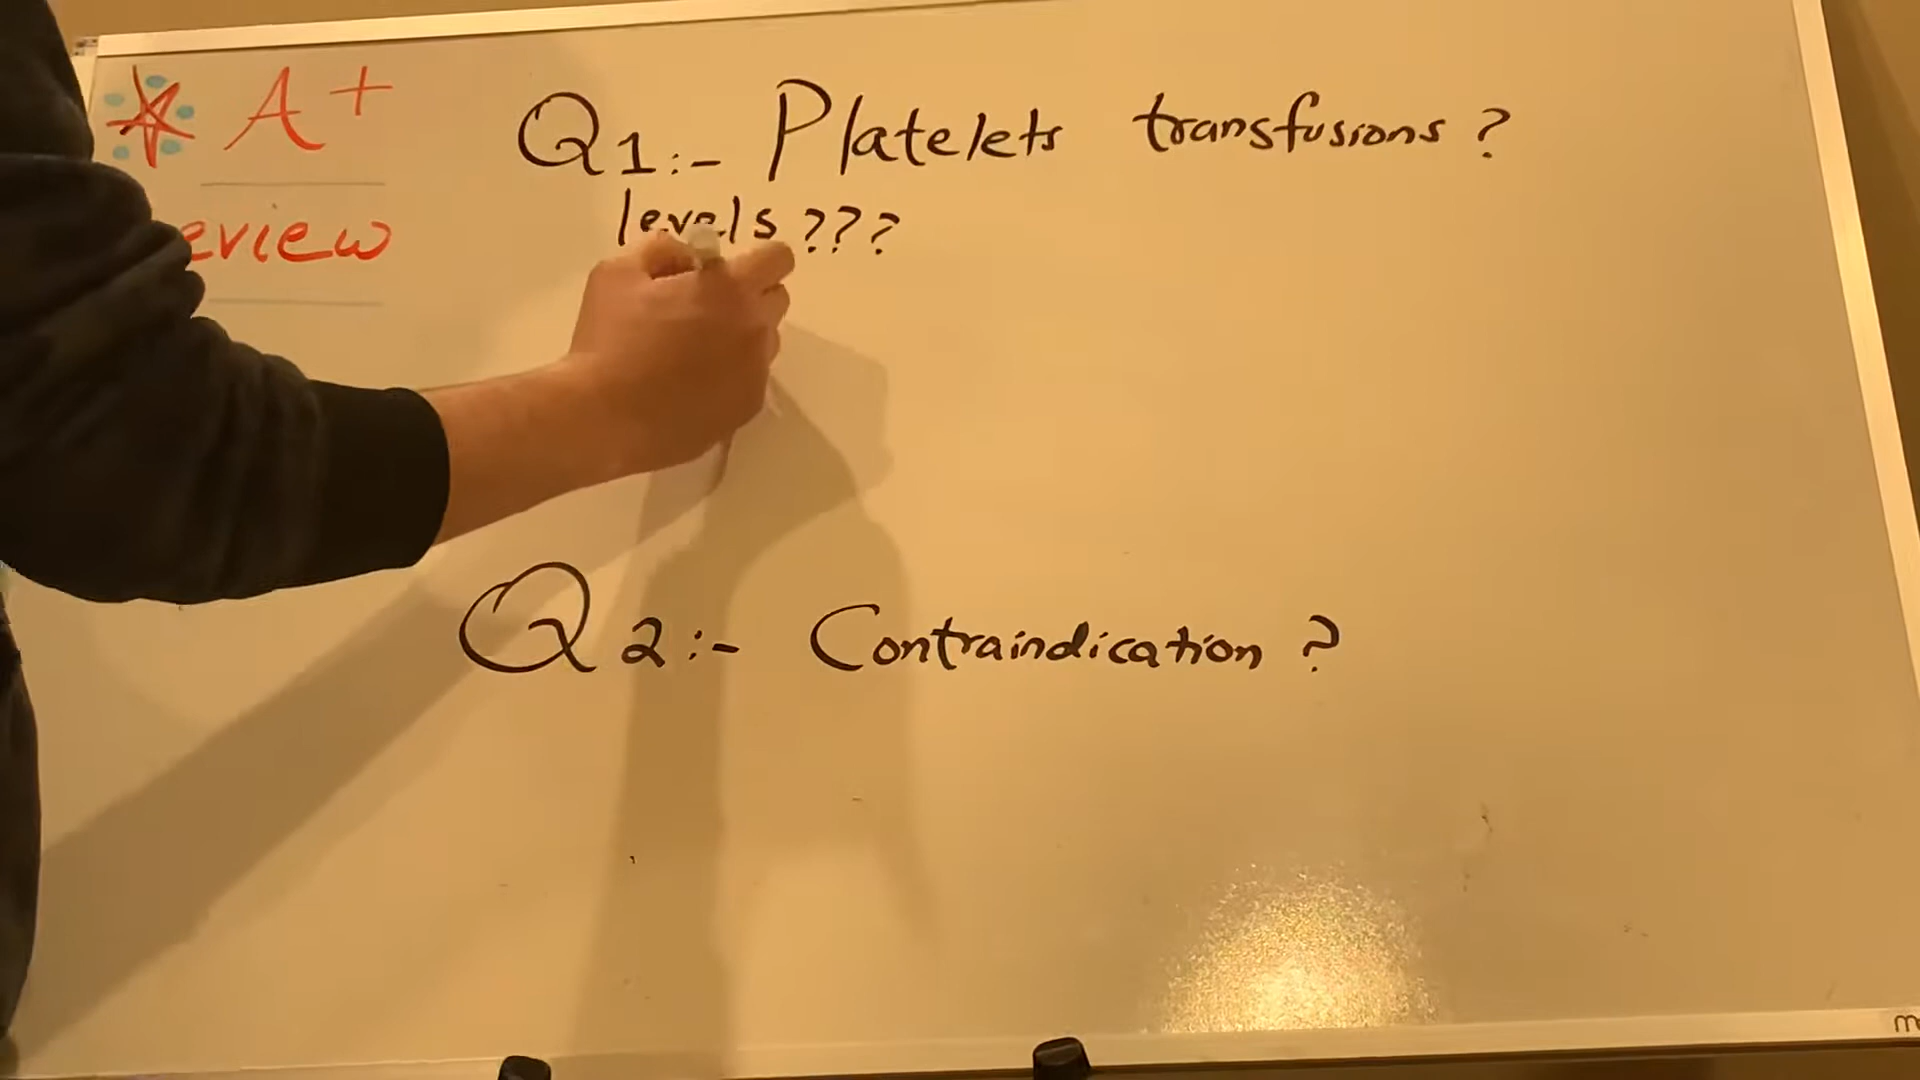 A+
eview
Q1:- Platelets transfusions?
levels???
Q2:- Contraindication?